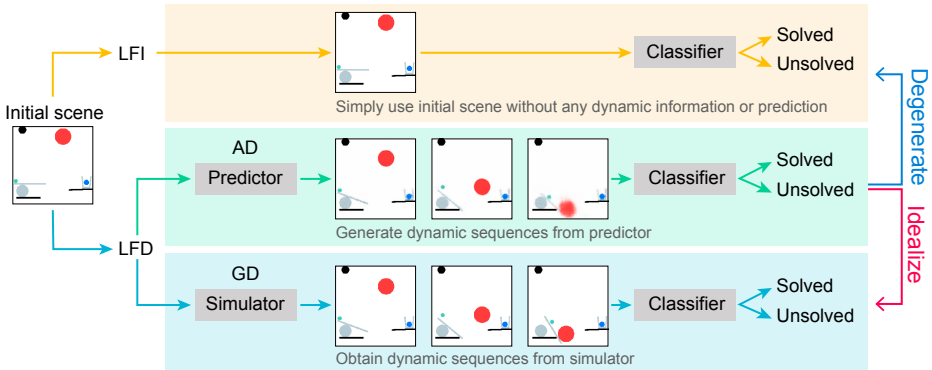 Initial scene
LFI
Classifier
Solved
Unsolved
Simply use initial scene without any dynamic information or prediction
LFD
AD
Predictor
Classifier
Solved
Unsolved
Generate dynamic sequences from predictor
GD
Simulator
Classifier
Solved
Unsolved
Obtain dynamic sequences from simulator
Degenerate
Idealize